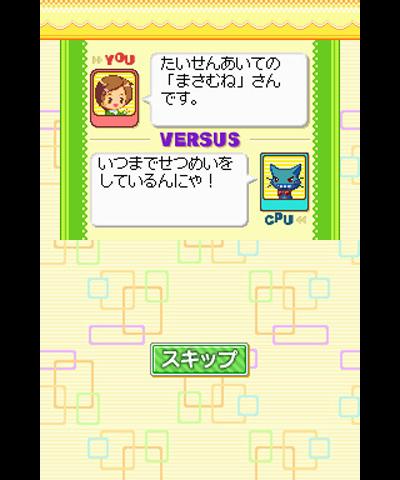 YOU
たいせんあいての
「まさむね」さん
です。
VERSUS
いつまでせつめいを
しているんにゃ！
CPU
スキップ